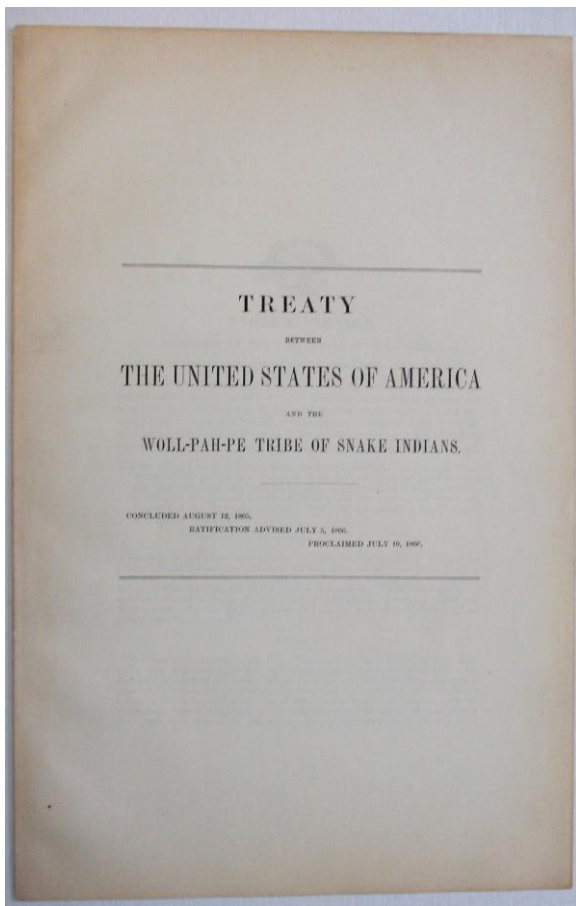 TREATY
BETWEEN
THE UNITED STATES OF AMERICA
AND THE
WOLL-PAH-PE TRIBE OF SNAKE INDIANS.
CONCLUDED AUGUST 12, 1865.
RATIFICATION ADVISED JULY 5, 1866.
PROCLAIMED JULY 10, 1866.